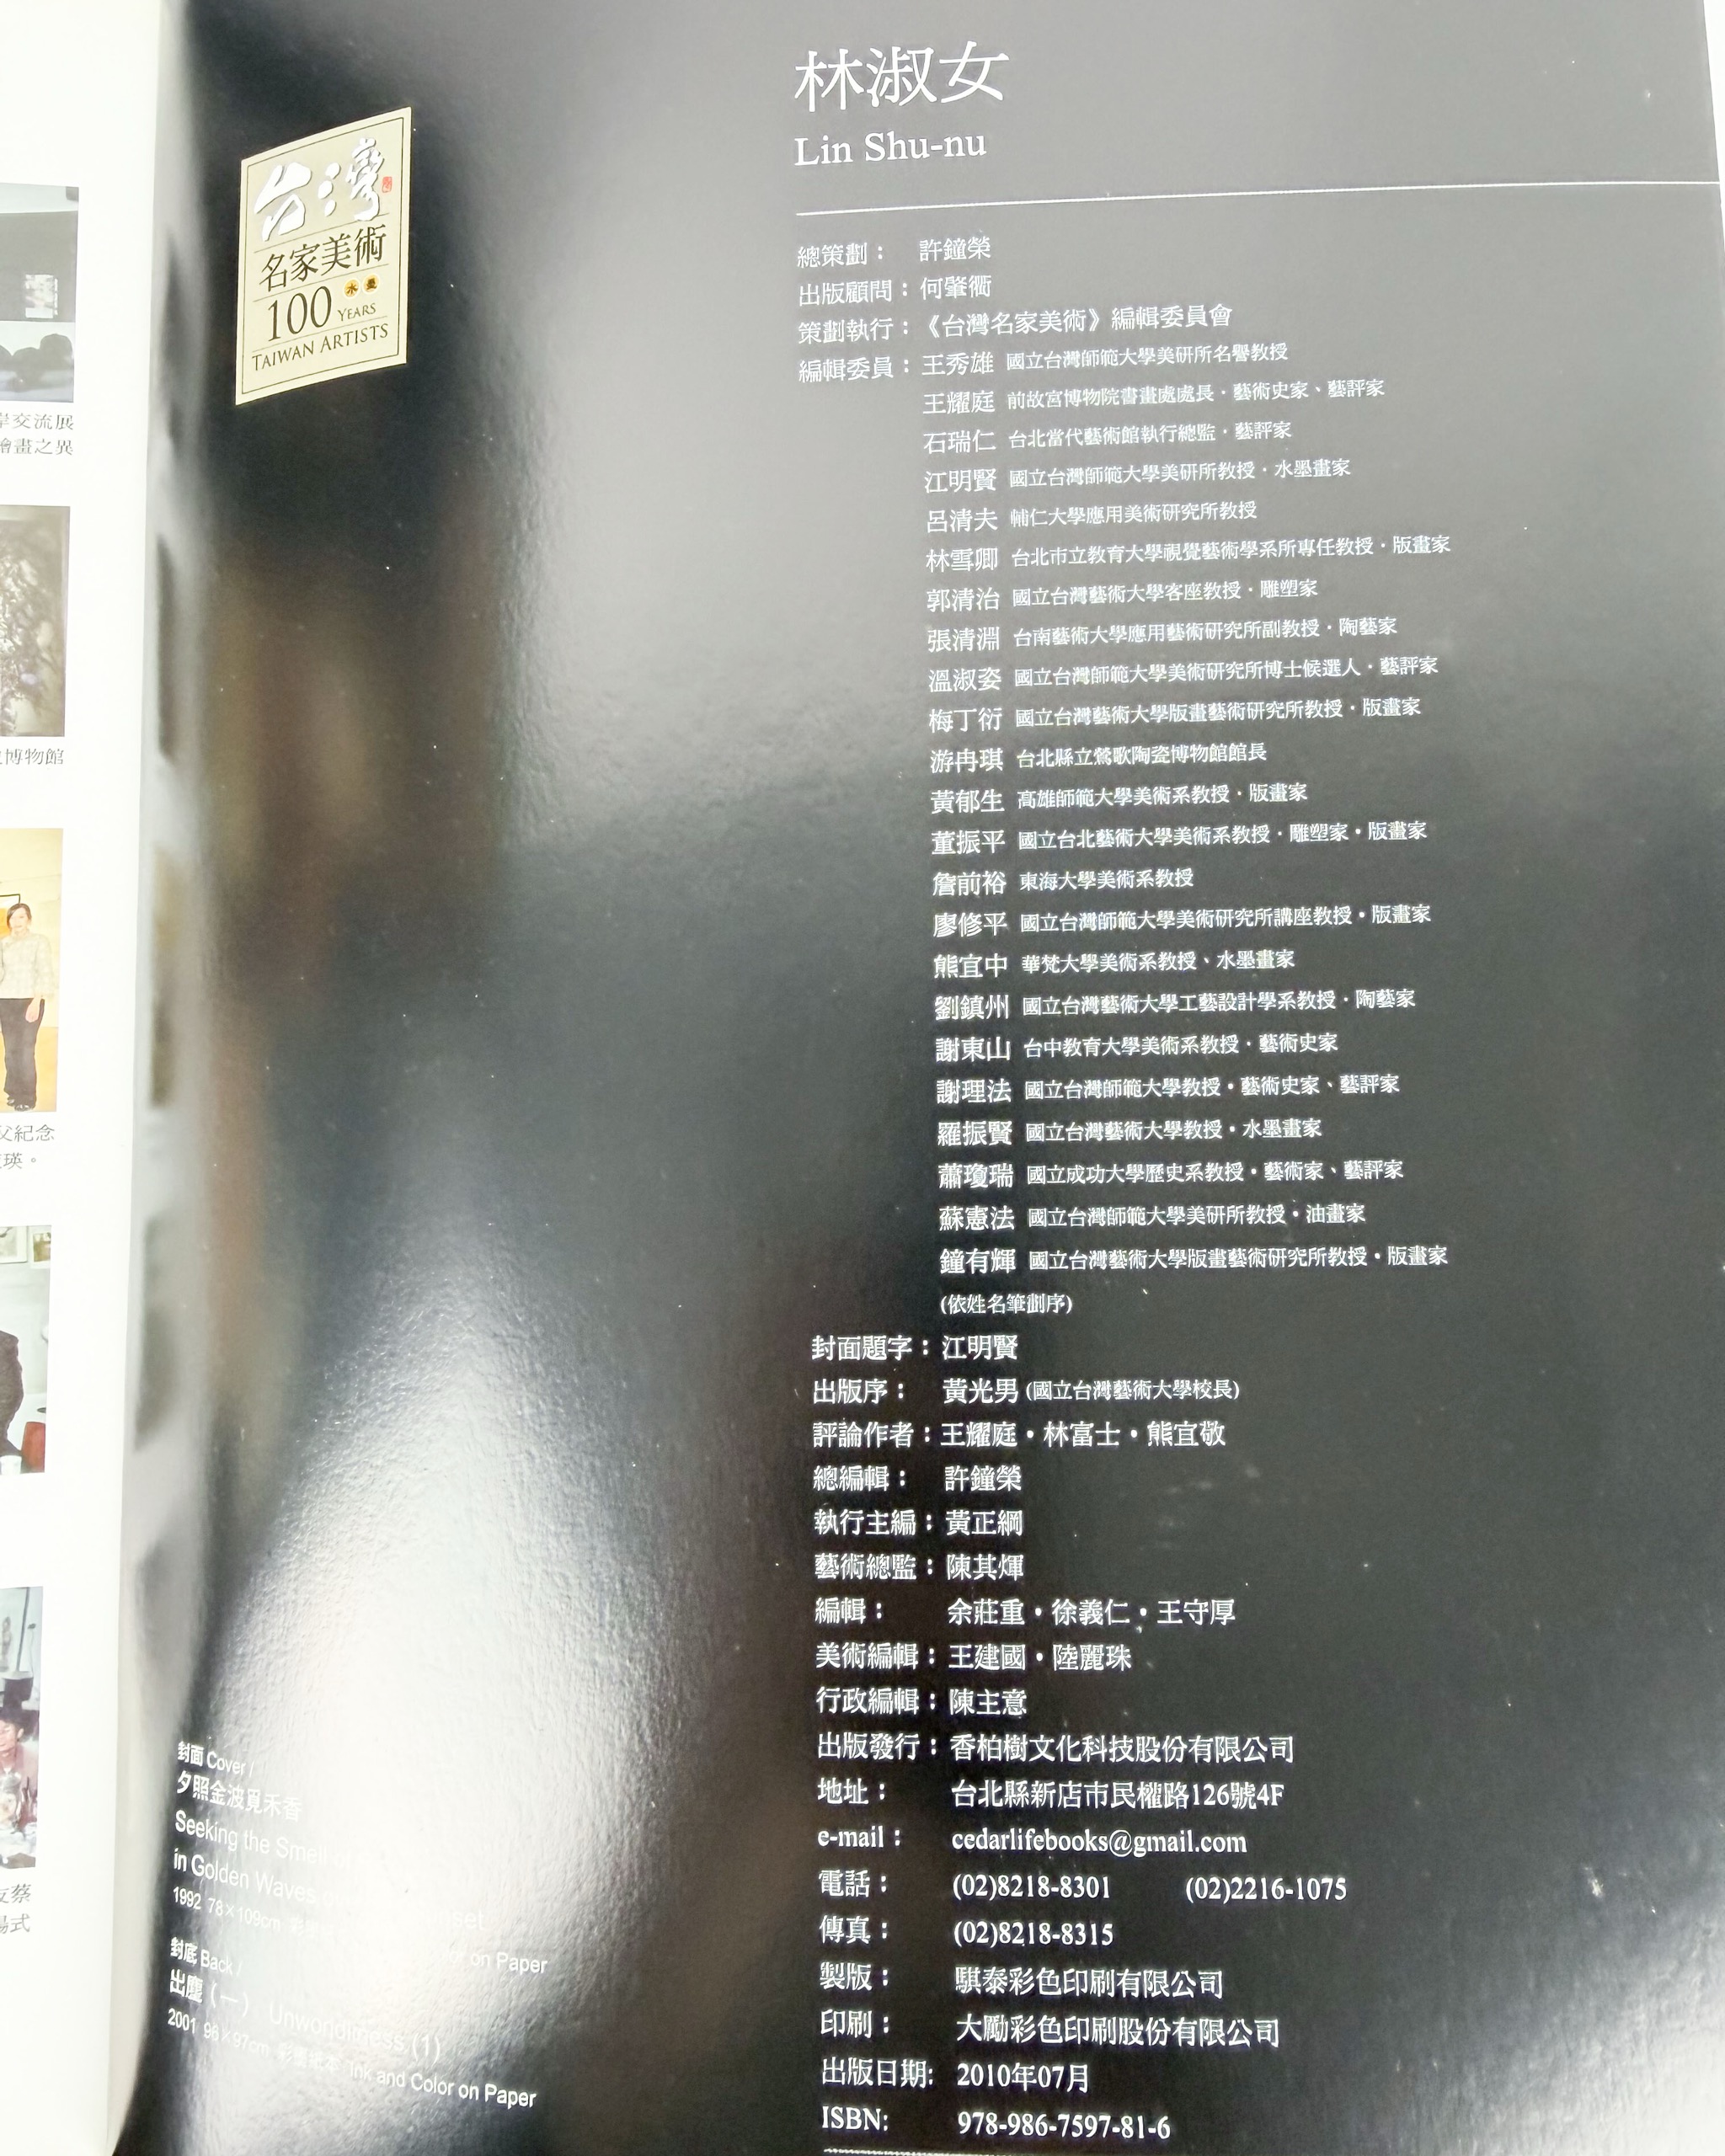 林淑女
Lin Shu-nu
台灣
名家美術
100 水墨
YEARS
TAIWAN ARTISTS
總策劃： 許鐘榮
出版顧問：何肇衢
策劃執行：《台灣名家美術》編輯委員會
編輯委員：王秀雄 國立台灣師範大學美研所名譽教授
王耀庭 前故宮博物院書畫處處長．藝術史家、藝評家
石瑞仁 台北當代藝術館執行總監．藝評家
江明賢 國立台灣師範大學美研所教授．水墨畫家
呂清夫 輔仁大學應用美術研究所教授
林雪卿 台北市立教育大學視覺藝術學系所專任教授．版畫家
郭清治 國立台灣藝術大學客座教授．雕塑家
張清淵 台南藝術大學應用藝術研究所副教授．陶藝家
溫淑姿 國立台灣師範大學美術研究所博士候選人．藝評家
梅丁衍 國立台灣藝術大學版畫藝術研究所教授．版畫家
游冉琪 台北縣立鶯歌陶瓷博物館館長
黃郁生 高雄師範大學美術系教授．版畫家
董振平 國立台北藝術大學美術系教授．雕塑家・版畫家
詹前裕 東海大學美術系教授
廖修平 國立台灣師範大學美術研究所講座教授・版畫家
熊宜中 華梵大學美術系教授、水墨畫家
劉鎮州 國立台灣藝術大學工藝設計學系教授．陶藝家
謝東山 台中教育大學美術系教授．藝術史家
謝理法 國立台灣師範大學教授・藝術史家、藝評家
羅振賢 國立台灣藝術大學教授・水墨畫家
蕭瓊瑞 國立成功大學歷史系教授・藝術家、藝評家
蘇憲法 國立台灣師範大學美研所教授・油畫家
鐘有輝 國立台灣藝術大學版畫藝術研究所教授・版畫家
(依姓名筆劃序)
封面題字：江明賢
出版序： 黃光男(國立台灣藝術大學校長)
評論作者：王耀庭・林富士・熊宜敬
總編輯： 許鐘榮
執行主編：黃正綱
藝術總監：陳其煇
編輯： 余莊重・徐義仁・王守厚
美術編輯：王建國・陸麗珠
行政編輯：陳主意
出版發行：香柏樹文化科技股份有限公司
地址： 台北縣新店市民權路126號4F
e-mail： cedarlifebooks@gmail.com
電話： (02)8218-8301 (02)2216-1075
傳真： (02)8218-8315
製版： 騏泰彩色印刷有限公司
印刷： 大勵彩色印刷股份有限公司
出版日期: 2010年07月
ISBN: 978-986-7597-81-6
封面 Cover /
夕照金波覓禾香
Seeking the Smell
in Golden Waves
1992 78×109cm on Paper
封底 Back /
出塵（一） Unworldliness (1)
2001 96×97cm 彩墨紙本 Ink and Color on Paper
岸交流展
繪畫之異
博物館
父紀念
瑛。
友蔡
揚式